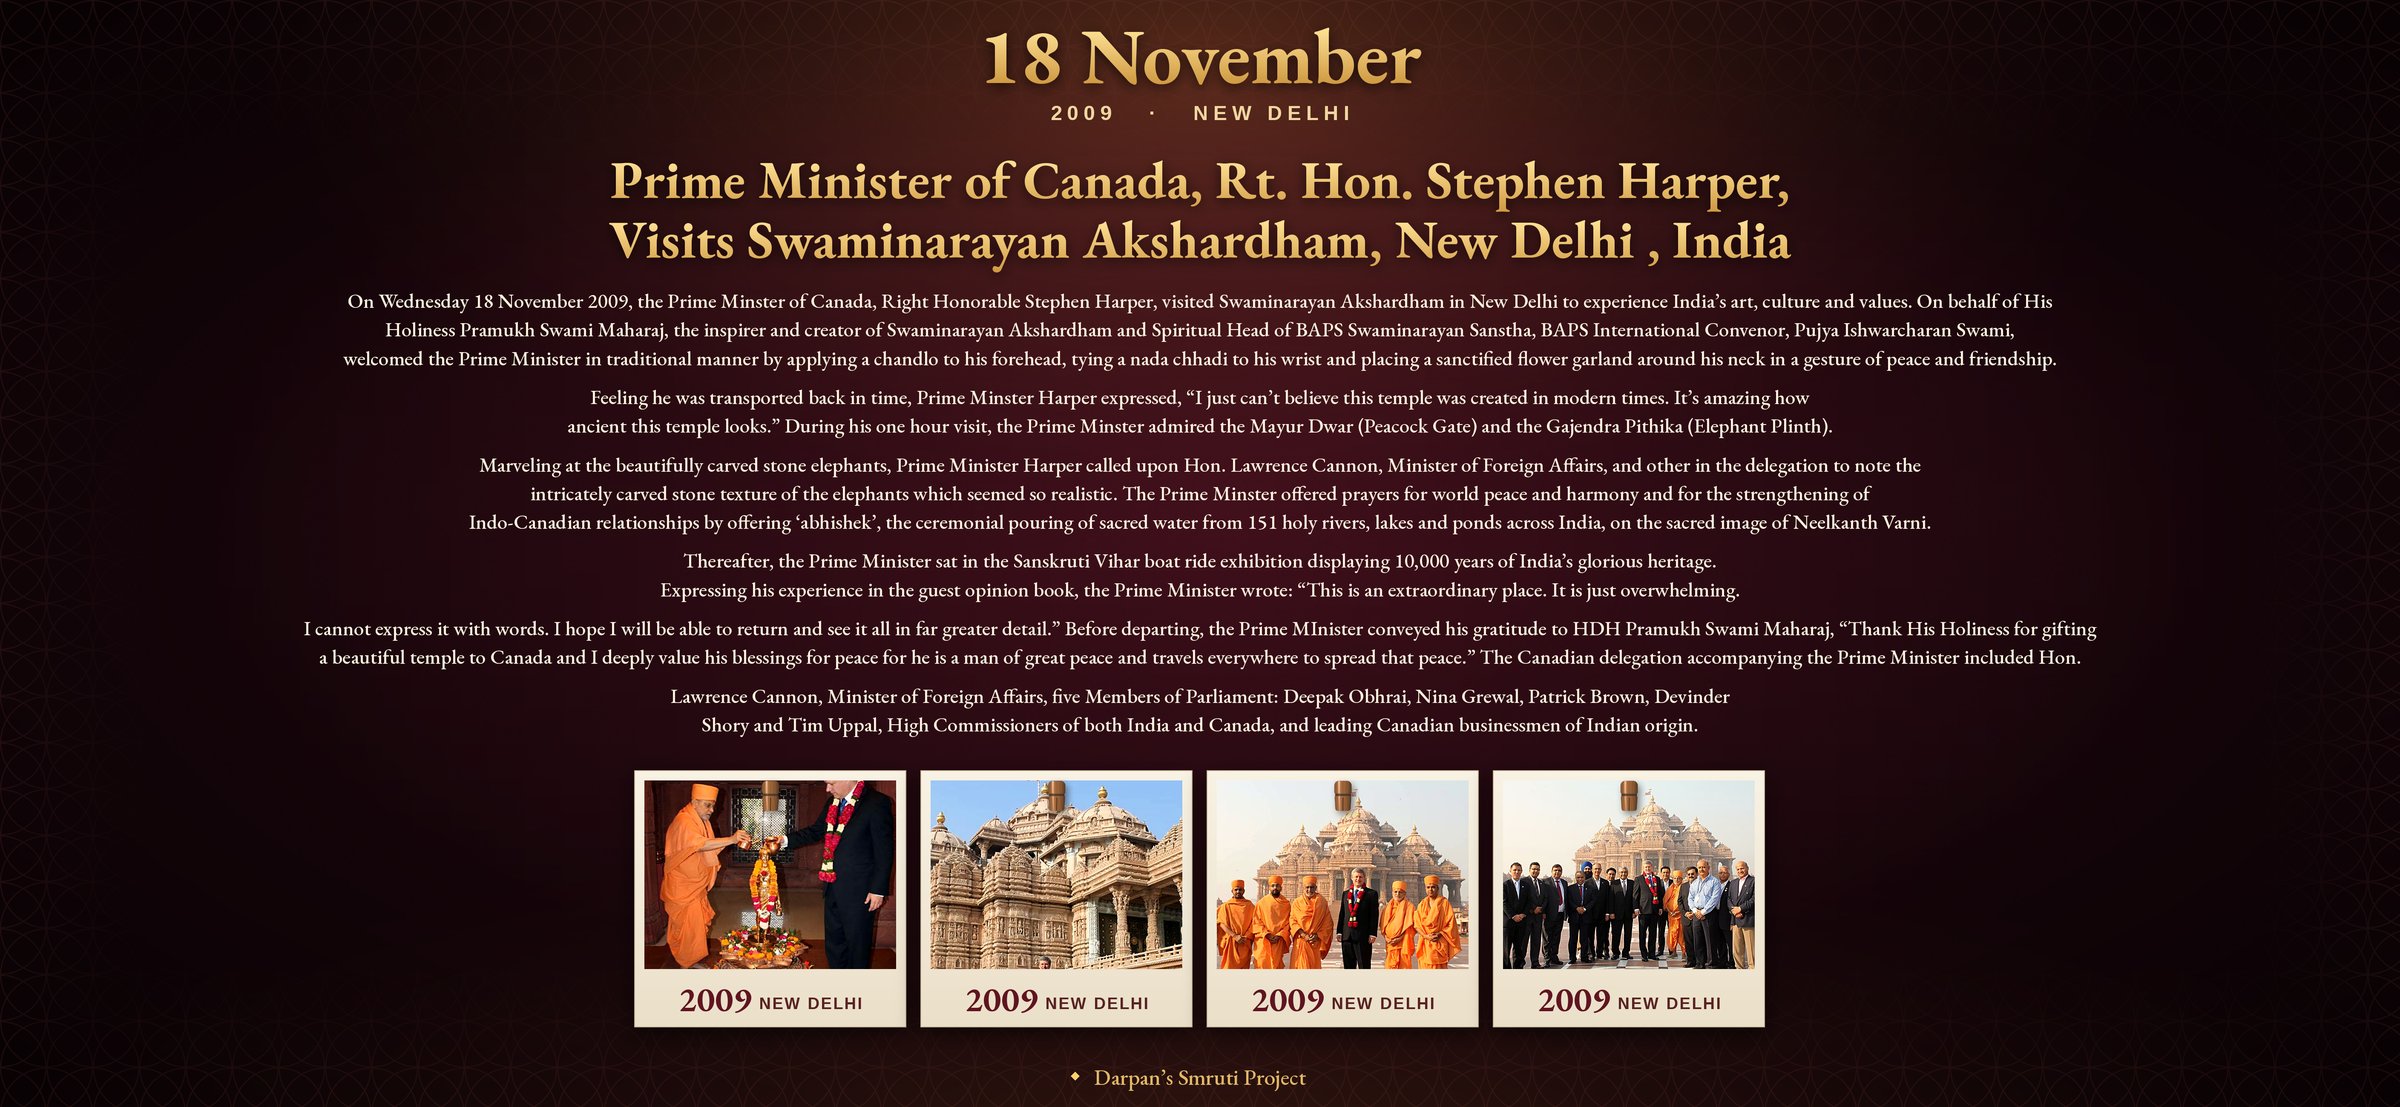 18 November
2009 · NEW DELHI
Prime Minister of Canada, Rt. Hon. Stephen Harper,
Visits Swaminarayan Akshardham, New Delhi , India
On Wednesday 18 November 2009, the Prime Minster of Canada, Right Honorable Stephen Harper, visited Swaminarayan Akshardham in New Delhi to experience India’s art, culture and values. On behalf of His
Holiness Pramukh Swami Maharaj, the inspirer and creator of Swaminarayan Akshardham and Spiritual Head of BAPS Swaminarayan Sanstha, BAPS International Convenor, Pujya Ishwarcharan Swami,
welcomed the Prime Minister in traditional manner by applying a chandlo to his forehead, tying a nada chhadi to his wrist and placing a sanctified flower garland around his neck in a gesture of peace and friendship.
Feeling he was transported back in time, Prime Minster Harper expressed, “I just can’t believe this temple was created in modern times. It’s amazing how
ancient this temple looks.” During his one hour visit, the Prime Minster admired the Mayur Dwar (Peacock Gate) and the Gajendra Pithika (Elephant Plinth).
Marveling at the beautifully carved stone elephants, Prime Minister Harper called upon Hon. Lawrence Cannon, Minister of Foreign Affairs, and other in the delegation to note the
intricately carved stone texture of the elephants which seemed so realistic. The Prime Minster offered prayers for world peace and harmony and for the strengthening of
Indo-Canadian relationships by offering ‘abhishek’, the ceremonial pouring of sacred water from 151 holy rivers, lakes and ponds across India, on the sacred image of Neelkanth Varni.
Thereafter, the Prime Minister sat in the Sanskruti Vihar boat ride exhibition displaying 10,000 years of India’s glorious heritage.
Expressing his experience in the guest opinion book, the Prime Minister wrote: “This is an extraordinary place. It is just overwhelming.
I cannot express it with words. I hope I will be able to return and see it all in far greater detail.” Before departing, the Prime MInister conveyed his gratitude to HDH Pramukh Swami Maharaj, “Thank His Holiness for gifting
a beautiful temple to Canada and I deeply value his blessings for peace for he is a man of great peace and travels everywhere to spread that peace.” The Canadian delegation accompanying the Prime Minister included Hon.
Lawrence Cannon, Minister of Foreign Affairs, five Members of Parliament: Deepak Obhrai, Nina Grewal, Patrick Brown, Devinder
Shory and Tim Uppal, High Commissioners of both India and Canada, and leading Canadian businessmen of Indian origin.
2009 NEW DELHI
2009 NEW DELHI
2009 NEW DELHI
2009 NEW DELHI
Darpan’s Smruti Project